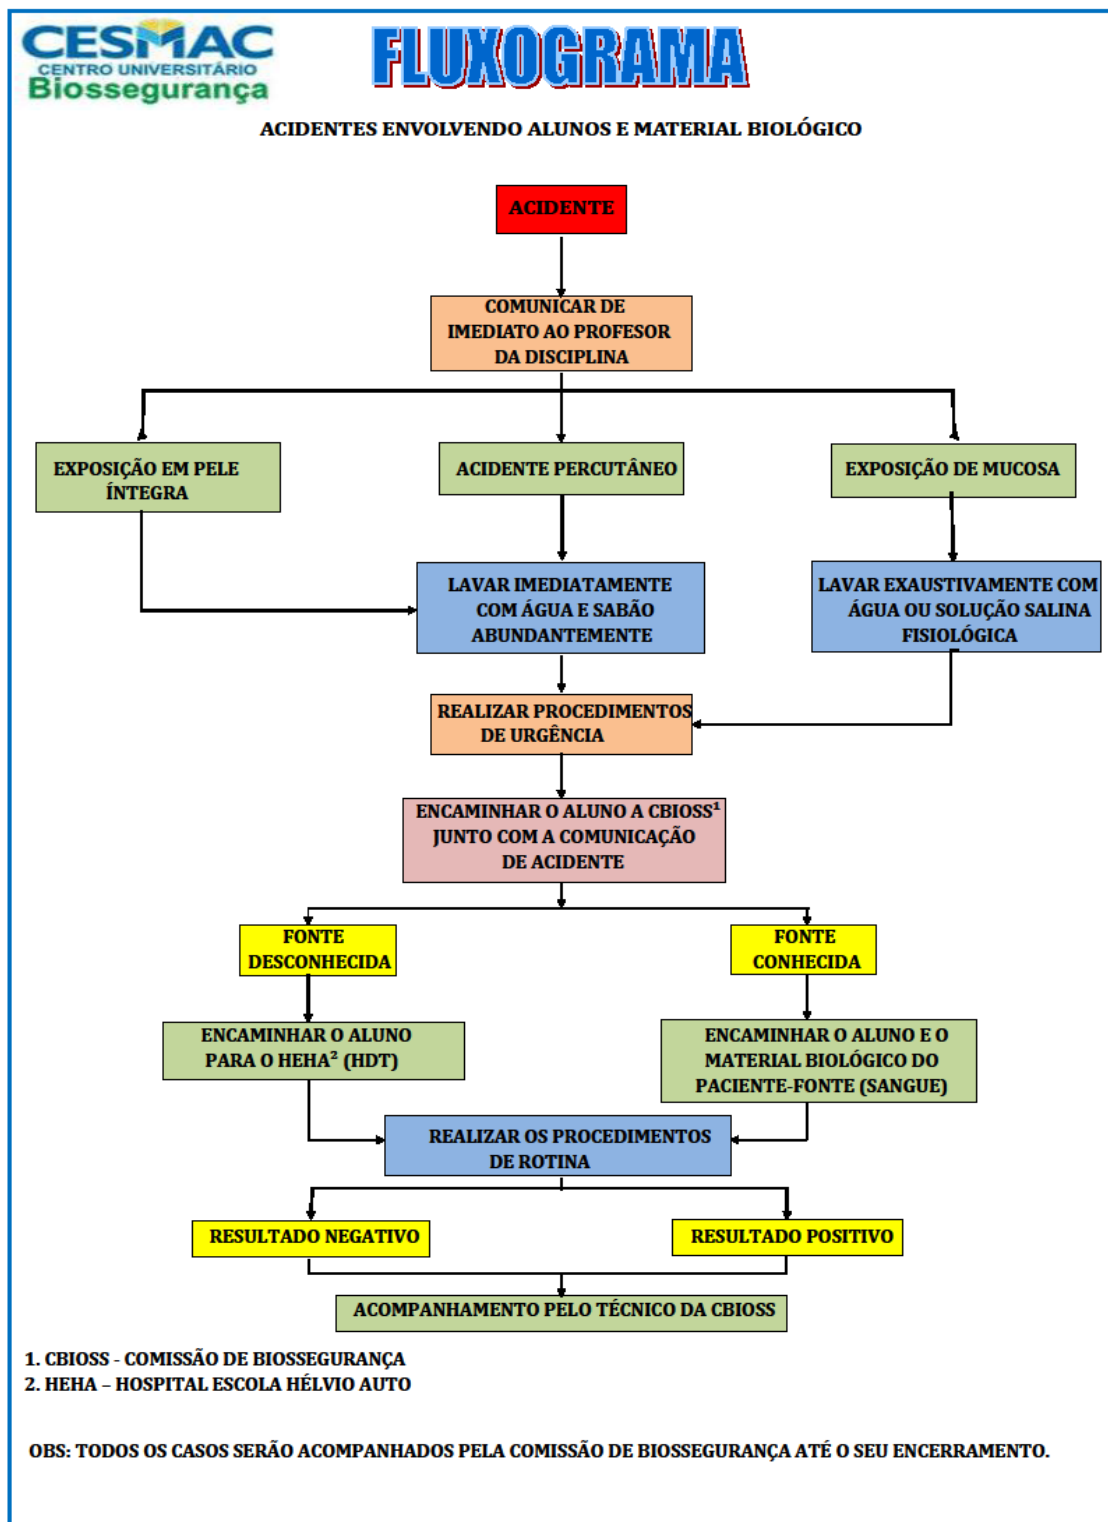 CESMAC
CENTRO UNIVERSITÁRIO
Biossegurança
FLUXOGRAMA
ACIDENTES ENVOLVENDO ALUNOS E MATERIAL BIOLÓGICO
ACIDENTE
COMUNICAR DE
IMEDIATO AO PROFESOR
DA DISCIPLINA
EXPOSIÇÃO EM PELE
ÍNTEGRA
ACIDENTE PERCUTÂNEO
EXPOSIÇÃO DE MUCOSA
LAVAR IMEDIATAMENTE
COM ÁGUA E SABÃO
ABUNDANTEMENTE
LAVAR EXAUSTIVAMENTE COM
ÁGUA OU SOLUÇÃO SALINA
FISIOLÓGICA
REALIZAR PROCEDIMENTOS
DE URGÊNCIA
ENCAMINHAR O ALUNO A CBIOSS¹
JUNTO COM A COMUNICAÇÃO
DE ACIDENTE
FONTE
DESCONHECIDA
FONTE
CONHECIDA
ENCAMINHAR O ALUNO
PARA O HEHA² (HDT)
ENCAMINHAR O ALUNO E O
MATERIAL BIOLÓGICO DO
PACIENTE-FONTE (SANGUE)
REALIZAR OS PROCEDIMENTOS
DE ROTINA
RESULTADO NEGATIVO
RESULTADO POSITIVO
ACOMPANHAMENTO PELO TÉCNICO DA CBIOSS
1. CBIOSS - COMISSÃO DE BIOSSEGURANÇA
2. HEHA – HOSPITAL ESCOLA HÉLVIO AUTO
OBS: TODOS OS CASOS SERÃO ACOMPANHADOS PELA COMISSÃO DE BIOSSEGURANÇA ATÉ O SEU ENCERRAMENTO.